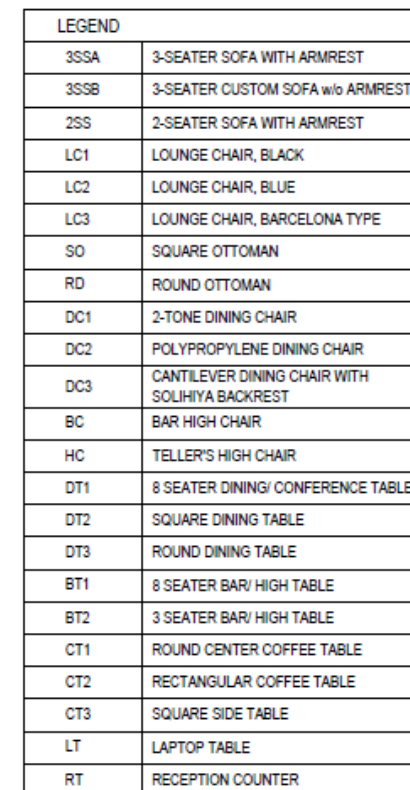 LEGEND
3SSA 3-SEATER SOFA WITH ARMREST
3SSB 3-SEATER CUSTOM SOFA w/o ARMREST
2SS 2-SEATER SOFA WITH ARMREST
LC1 LOUNGE CHAIR, BLACK
LC2 LOUNGE CHAIR, BLUE
LC3 LOUNGE CHAIR, BARCELONA TYPE
SO SQUARE OTTOMAN
RD ROUND OTTOMAN
DC1 2-TONE DINING CHAIR
DC2 POLYPROPYLENE DINING CHAIR
DC3 CANTILEVER DINING CHAIR WITH
SOLIHIYA BACKREST
BC BAR HIGH CHAIR
HC TELLER'S HIGH CHAIR
DT1 8 SEATER DINING/ CONFERENCE TABLE
DT2 SQUARE DINING TABLE
DT3 ROUND DINING TABLE
BT1 8 SEATER BAR/ HIGH TABLE
BT2 3 SEATER BAR/ HIGH TABLE
CT1 ROUND CENTER COFFEE TABLE
CT2 RECTANGULAR COFFEE TABLE
CT3 SQUARE SIDE TABLE
LT LAPTOP TABLE
RT RECEPTION COUNTER